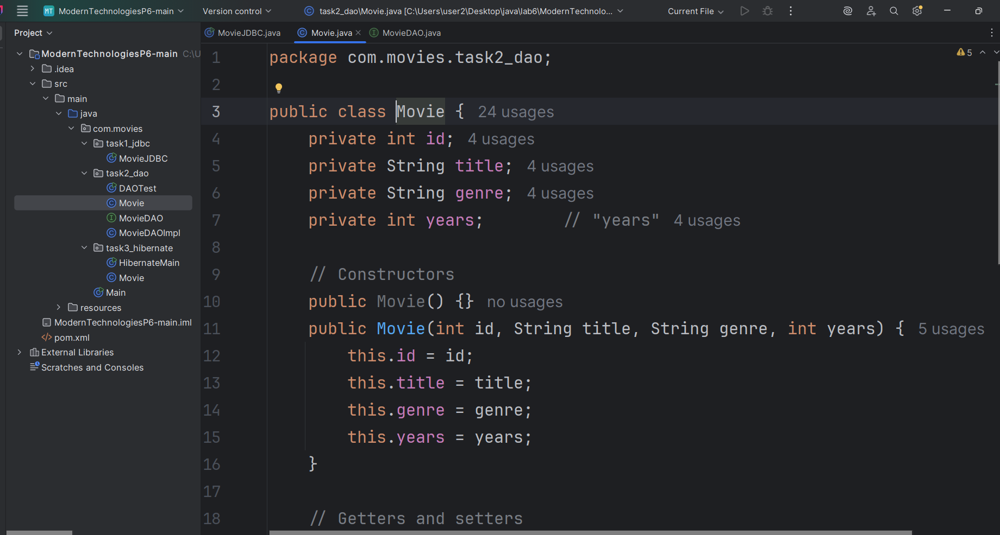 MT ModernTechnologiesP6-main Version control task2_dao\Movie.java [C:\Users\user2\Desktop\java\lab6\ModernTechnolo... Current File
Project
ModernTechnologiesP6-main C:\U
.idea
src
main
java
com.movies
task1_jdbc
MovieJDBC
task2_dao
DAOTest
Movie
MovieDAO
MovieDAOImpl
task3_hibernate
HibernateMain
Movie
Main
resources
ModernTechnologiesP6-main.iml
</> pom.xml
External Libraries
Scratches and Consoles
MovieJDBC.java Movie.java MovieDAO.java
5
1 package com.movies.task2_dao;
2
3 public class Movie { 24 usages
4 private int id; 4 usages
5 private String title; 4 usages
6 private String genre; 4 usages
7 private int years; // "years" 4 usages
8
9 // Constructors
10 public Movie() {} no usages
11 public Movie(int id, String title, String genre, int years) { 5 usages
12 this.id = id;
13 this.title = title;
14 this.genre = genre;
15 this.years = years;
16 }
17
18 // Getters and setters